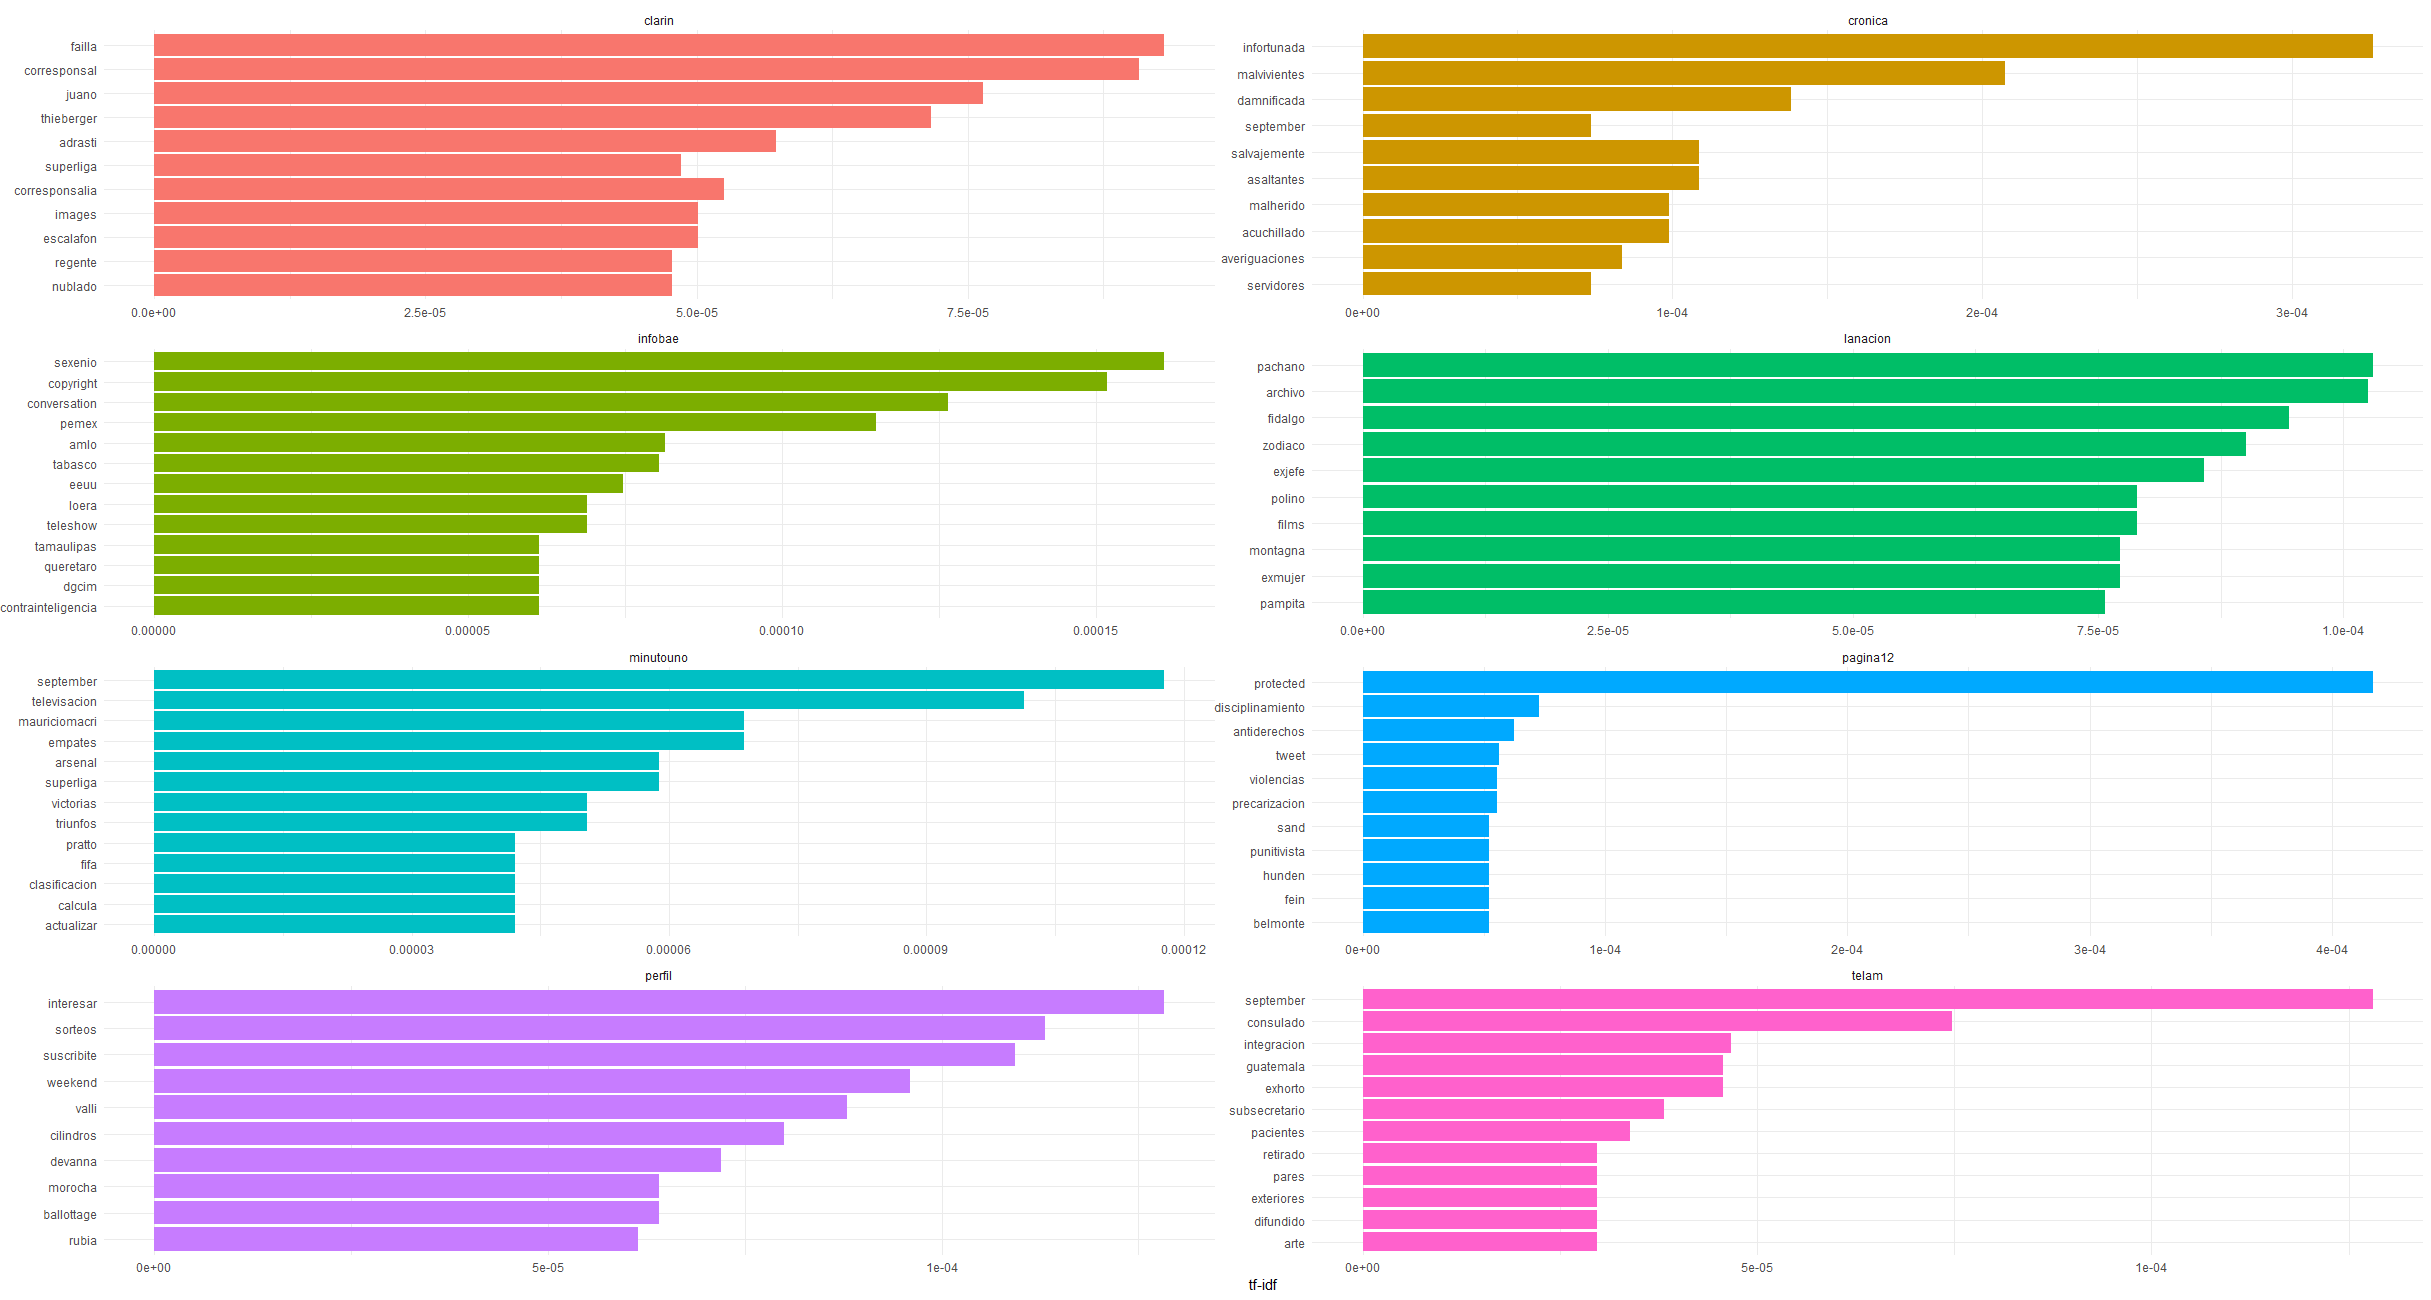 clarin
failla
corresponsal
juano
thieberger
adrasti
superliga
corresponsalia
images
escalafon
regente
nublado
0.0e+00 2.5e-05 5.0e-05 7.5e-05
cronica
infortunada
malvivientes
damnificada
september
salvajemente
asaltantes
malherido
acuchillado
averiguaciones
servidores
0e+00 1e-04 2e-04 3e-04
infobae
sexenio
copyright
conversation
pemex
amlo
tabasco
eeuu
loera
teleshow
tamaulipas
queretaro
dgcim
contrainteligencia
0.00000 0.00005 0.00010 0.00015
lanacion
pachano
archivo
fidalgo
zodiaco
exjefe
polino
films
montagna
exmujer
pampita
0.0e+00 2.5e-05 5.0e-05 7.5e-05 1.0e-04
minutouno
september
televisacion
mauriciomacri
empates
arsenal
superliga
victorias
triunfos
pratto
fifa
clasificacion
calcula
actualizar
0.00000 0.00003 0.00006 0.00009 0.00012
pagina12
protected
disciplinamiento
antiderechos
tweet
violencias
precarizacion
sand
punitivista
hunden
fein
belmonte
0e+00 1e-04 2e-04 3e-04 4e-04
perfil
interesar
sorteos
suscribite
weekend
valli
cilindros
devanna
morocha
ballottage
rubia
0e+00 5e-05 1e-04
telam
september
consulado
integracion
guatemala
exhorto
subsecretario
pacientes
retirado
pares
exteriores
difundido
arte
0e+00 5e-05 1e-04
tf-idf